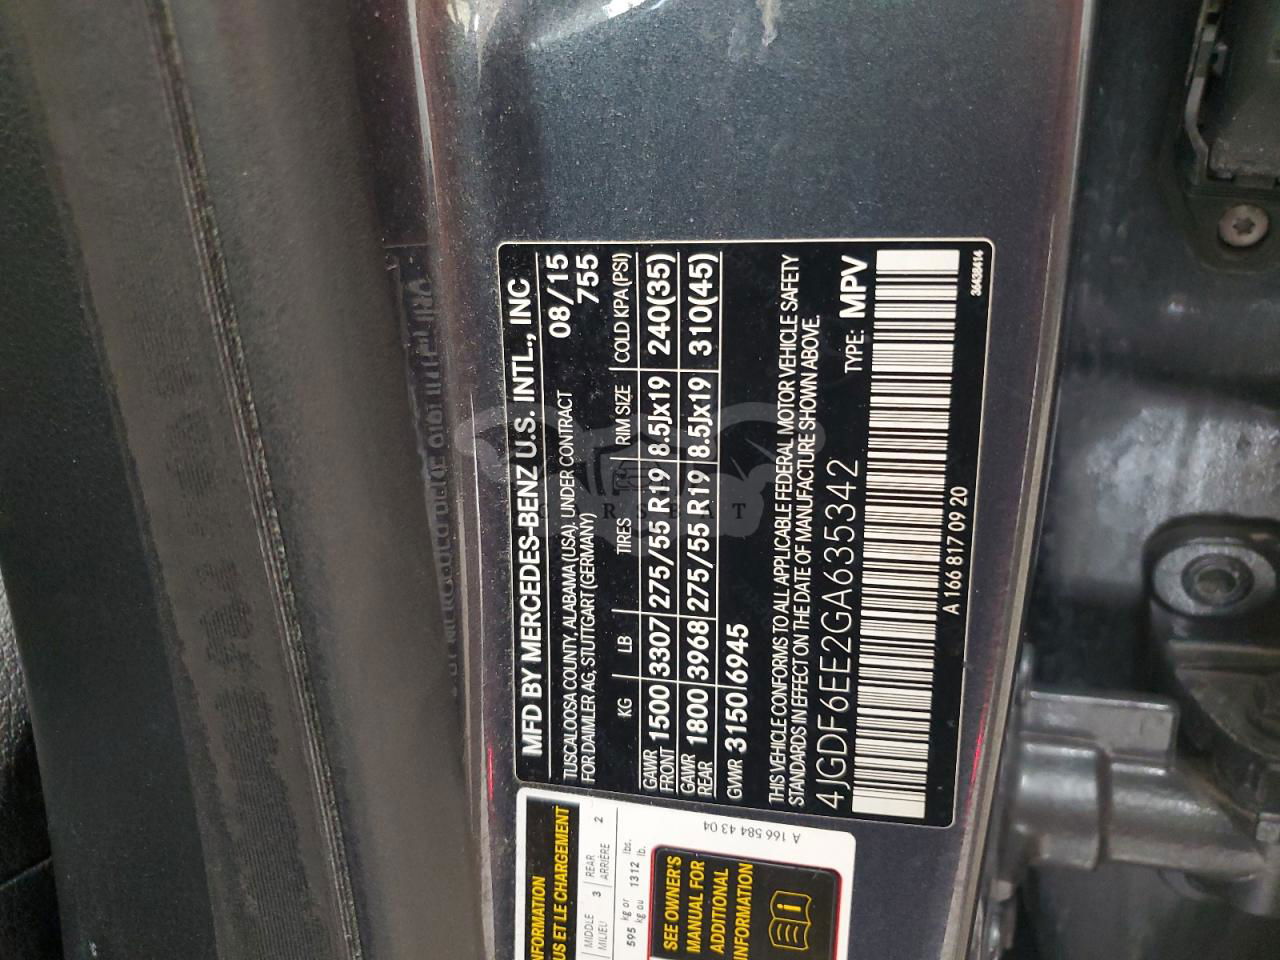 MFD BY MERCEDES-BENZ U.S. INTL., INC
TUSCALOOSA COUNTY, ALABAMA (USA), UNDER CONTRACT 08/15
FOR DAIMLER AG, STUTTGART (GERMANY) 755
KG LB TIRES RIM SIZE COLD KPA (PSI)
GAWR FRONT 1500 3307 275/55 R19 8.5Jx19 240(35)
GAWR REAR 1800 3968 275/55 R19 8.5Jx19 310(45)
GVWR 3150 6945
THIS VEHICLE CONFORMS TO ALL APPLICABLE FEDERAL MOTOR VEHICLE SAFETY
STANDARDS IN EFFECT ON THE DATE OF MANUFACTURE SHOWN ABOVE.
4JGDF6EE2GA635342 TYPE: MPV
A 166 817 09 20
36438414
US ET LE CHARGEMENT
MIDDLE 3 REAR 2
MILIEU ARRIÈRE
595 kg or 1312 lbs.
kg ou lb.
A 166 584 43 04
SEE OWNER'S
MANUAL FOR
ADDITIONAL
INFORMATION